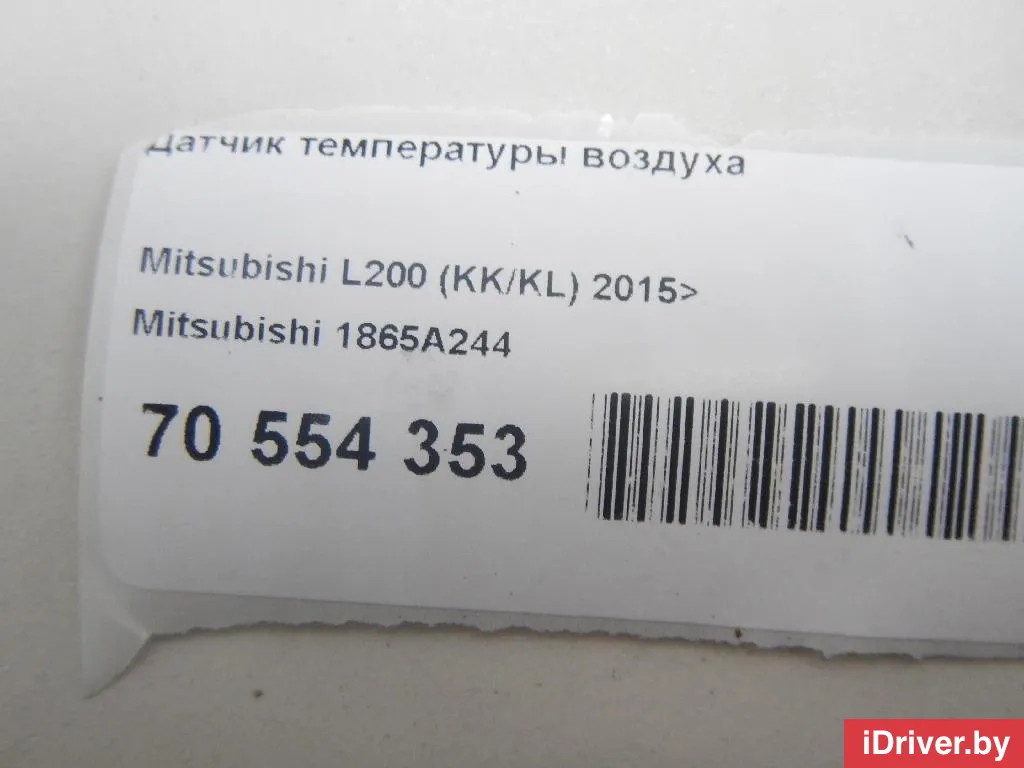 Датчик температуры воздуха
Mitsubishi L200 (KK/KL) 2015>
Mitsubishi 1865A244
70 554 353
iDriver.by